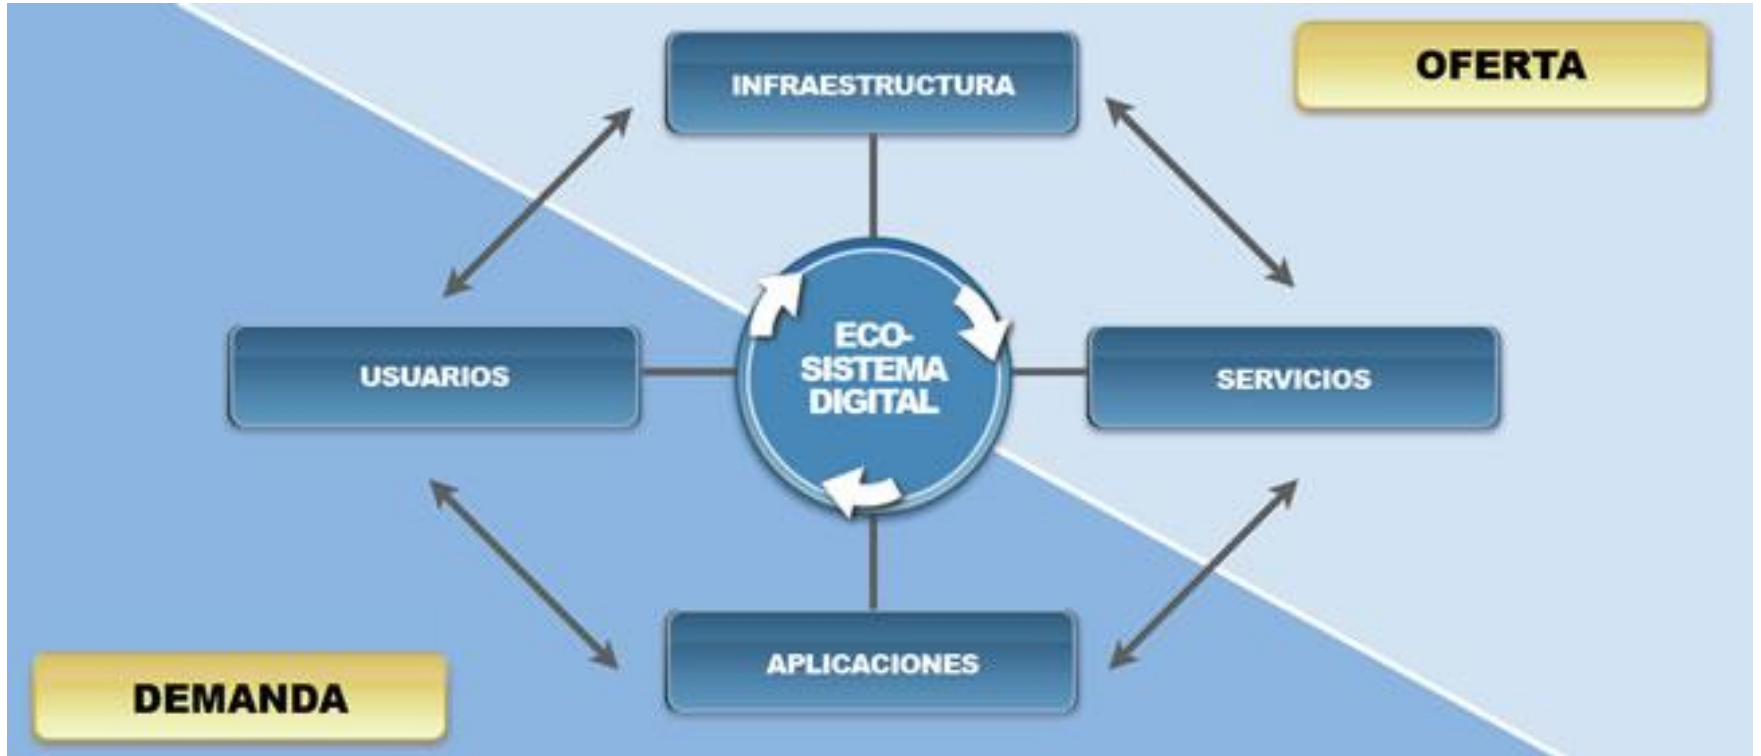 INFRAESTRUCTURA
OFERTA
ECO-
SISTEMA
DIGITAL
USUARIOS
SERVICIOS
APLICACIONES
DEMANDA